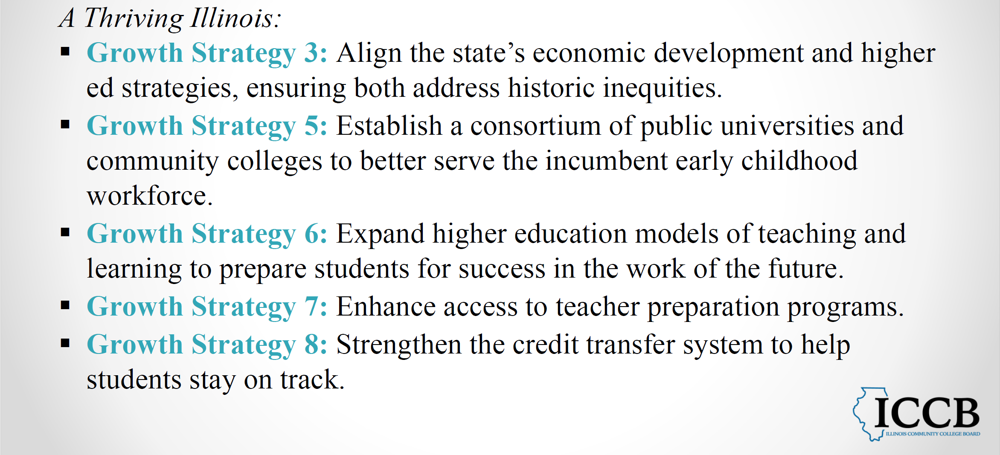 A Thriving Illinois:
▪ Growth Strategy 3: Align the state’s economic development and higher
ed strategies, ensuring both address historic inequities.
▪ Growth Strategy 5: Establish a consortium of public universities and
community colleges to better serve the incumbent early childhood
workforce.
▪ Growth Strategy 6: Expand higher education models of teaching and
learning to prepare students for success in the work of the future.
▪ Growth Strategy 7: Enhance access to teacher preparation programs.
▪ Growth Strategy 8: Strengthen the credit transfer system to help
students stay on track.
ICCB
ILLINOIS COMMUNITY COLLEGE BOARD